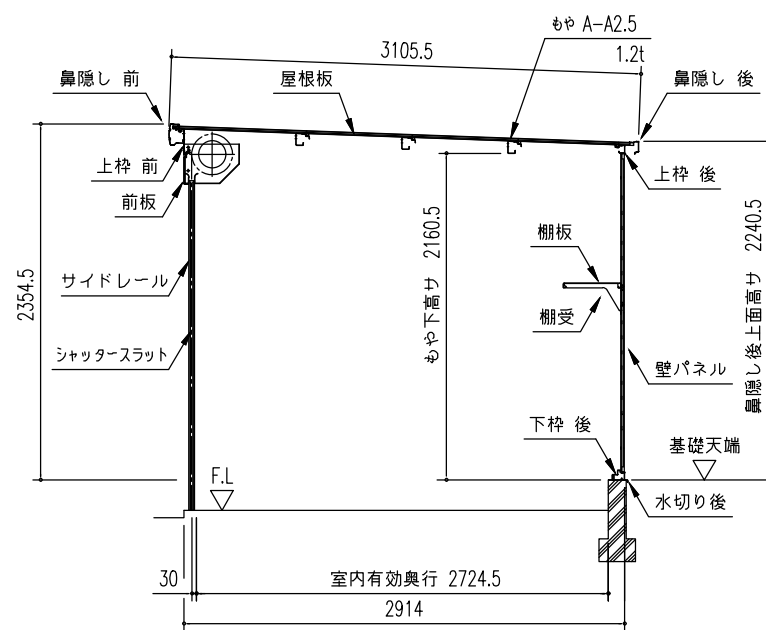 もや A-A2.5
3105.5
1.2t
鼻隠し 前
屋根板
鼻隠し 後
上枠 前
上枠 後
前板
2354.5
もや下高サ 2160.5
鼻隠し後上面高サ 2240.5
棚板
サイドレール
棚受
シャッタースラット
壁パネル
下枠 後
基礎天端
F.L
水切り後
30
室内有効奥行 2724.5
2914